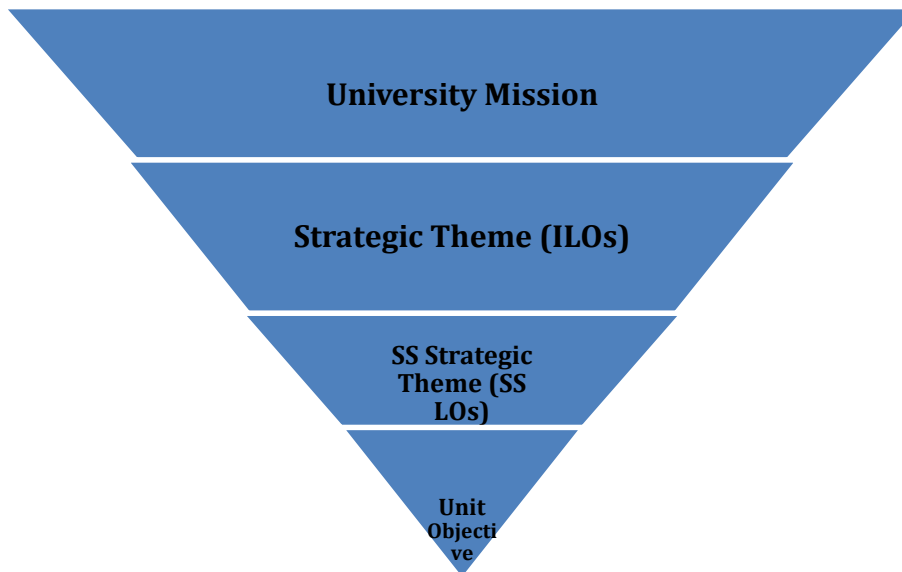 University Mission
Strategic Theme (ILOs)
SS Strategic
Theme (SS
LOs)
Unit
Objecti
ve